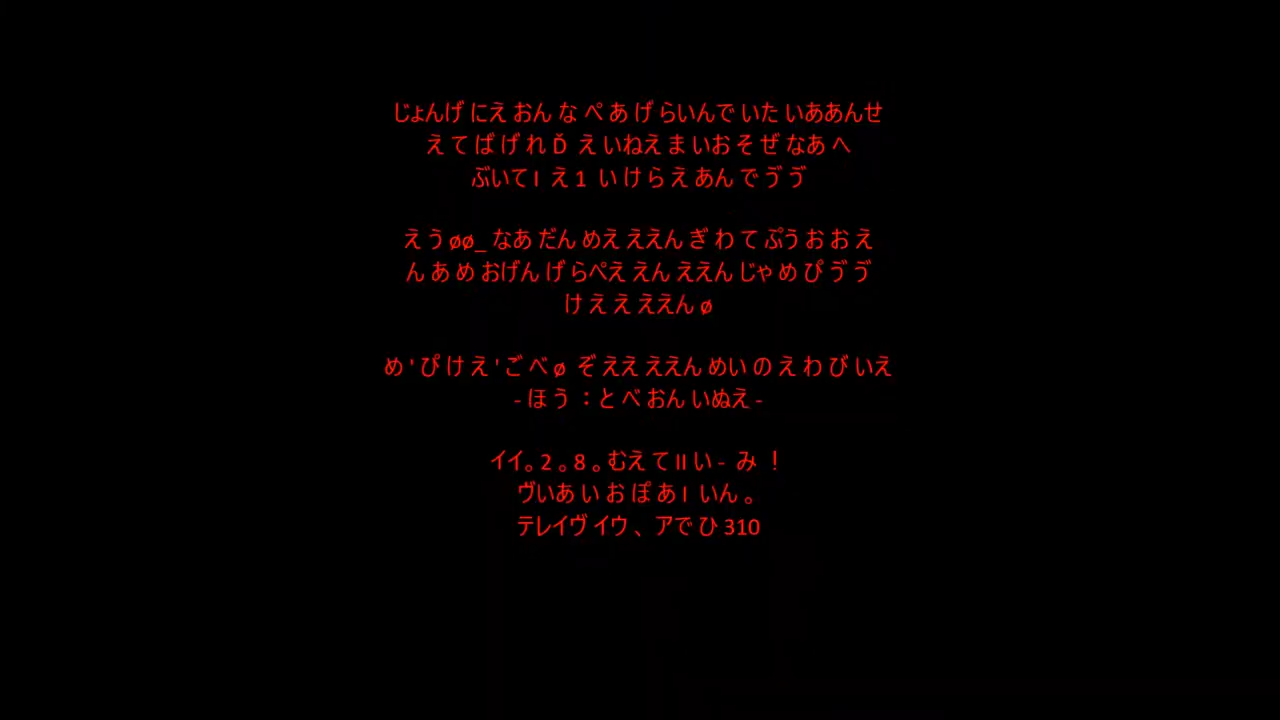 じょんげ にえ おん な ぺ あ げ らいんで いた いああんせ
え て ば げ れ Ď え いねえ ま いお そ ぜ なあ へ
ぶいて I え 1 い け ら え あん で ゔ ゔ
え う øø_ なあ だん めえ ええん ぎ わ て ぷう お お え
ん あ め おげん げ らぺえ えん ええん じゃ め ぴ ゔ ゔ
け え え ええん ø
め ' ぴ け え ' ご べ ø ぞ ええ ええん めい の え わ び いえ
- ほ う ：と べ おん いぬえ -
イイ。2 。8 。むえ て II い - み ！
ヴいあ い お ぽ あ I いん 。
テレイヴ イウ 、アで ひ 310